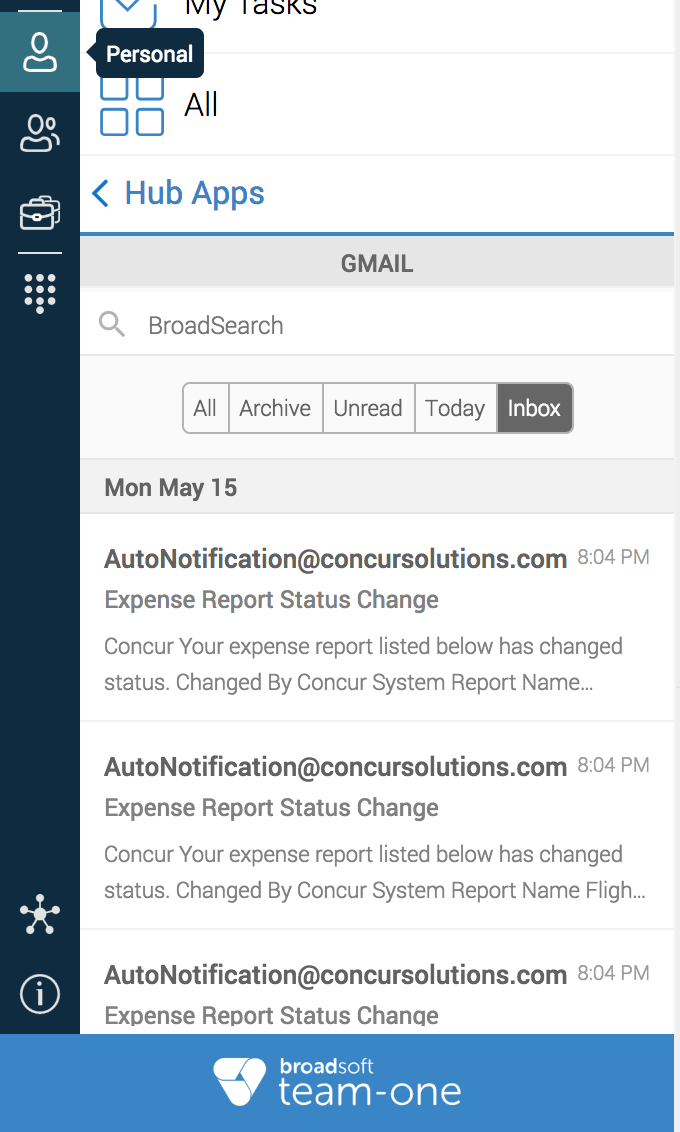 My Tasks
Personal
All
Hub Apps
GMAIL
BroadSearch
All Archive Unread Today Inbox
Mon May 15
AutoNotification@concursolutions.com 8:04 PM
Expense Report Status Change
Concur Your expense report listed below has changed
status. Changed By Concur System Report Name...
AutoNotification@concursolutions.com 8:04 PM
Expense Report Status Change
Concur Your expense report listed below has changed
status. Changed By Concur System Report Name Fligh...
AutoNotification@concursolutions.com 8:04 PM
Expense Report Status Change
broadsoft
team-one